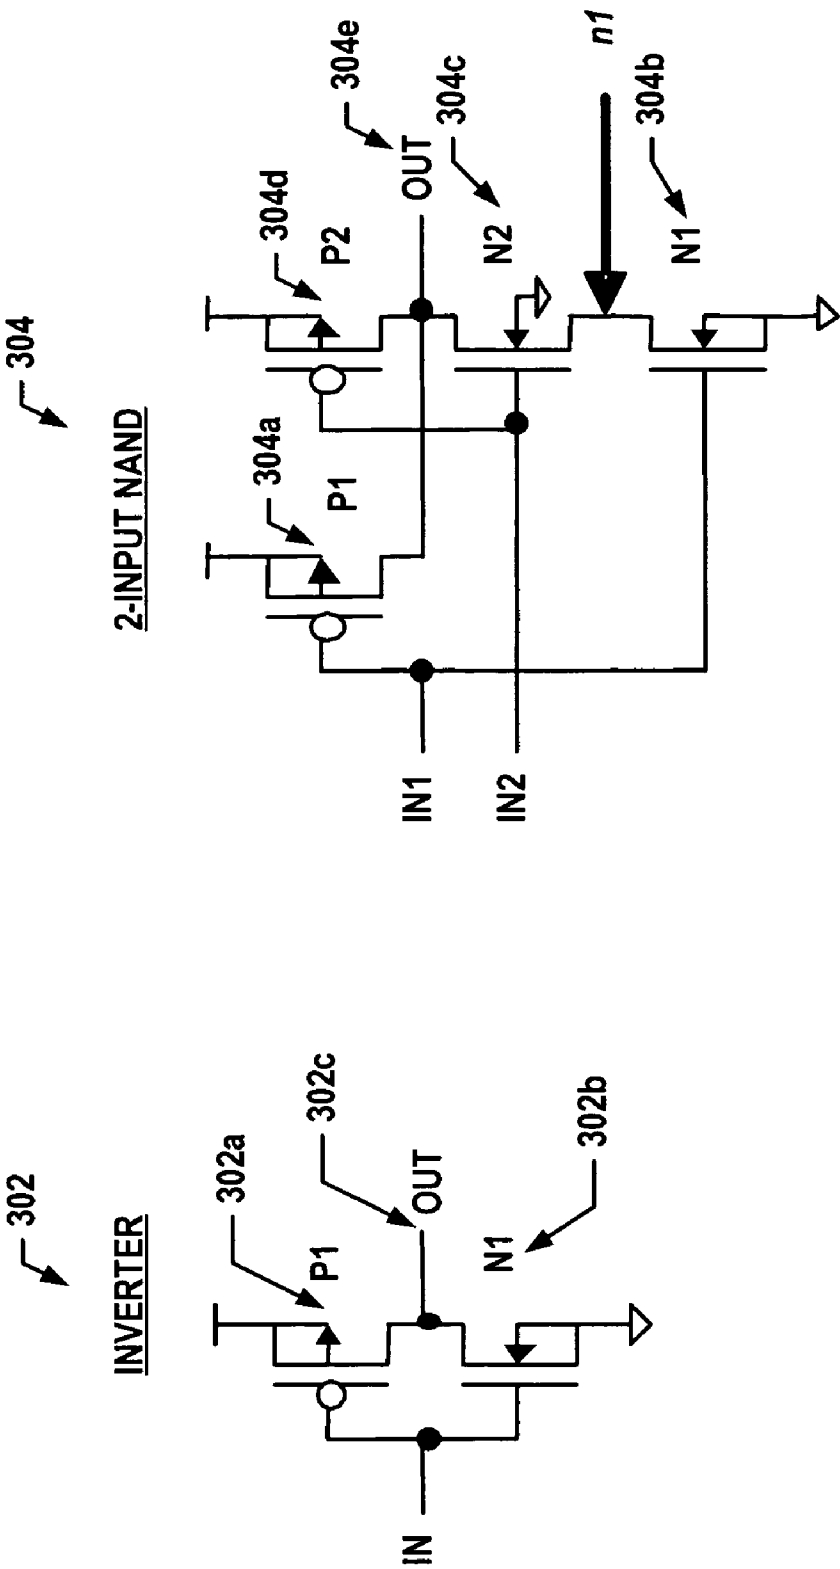 302
INVERTER
302a
P1
302c
IN
OUT
N1
302b
304
2-INPUT NAND
304a
P1
304d
P2
304e
IN1
OUT
304c
IN2
N2
n1
N1
304b